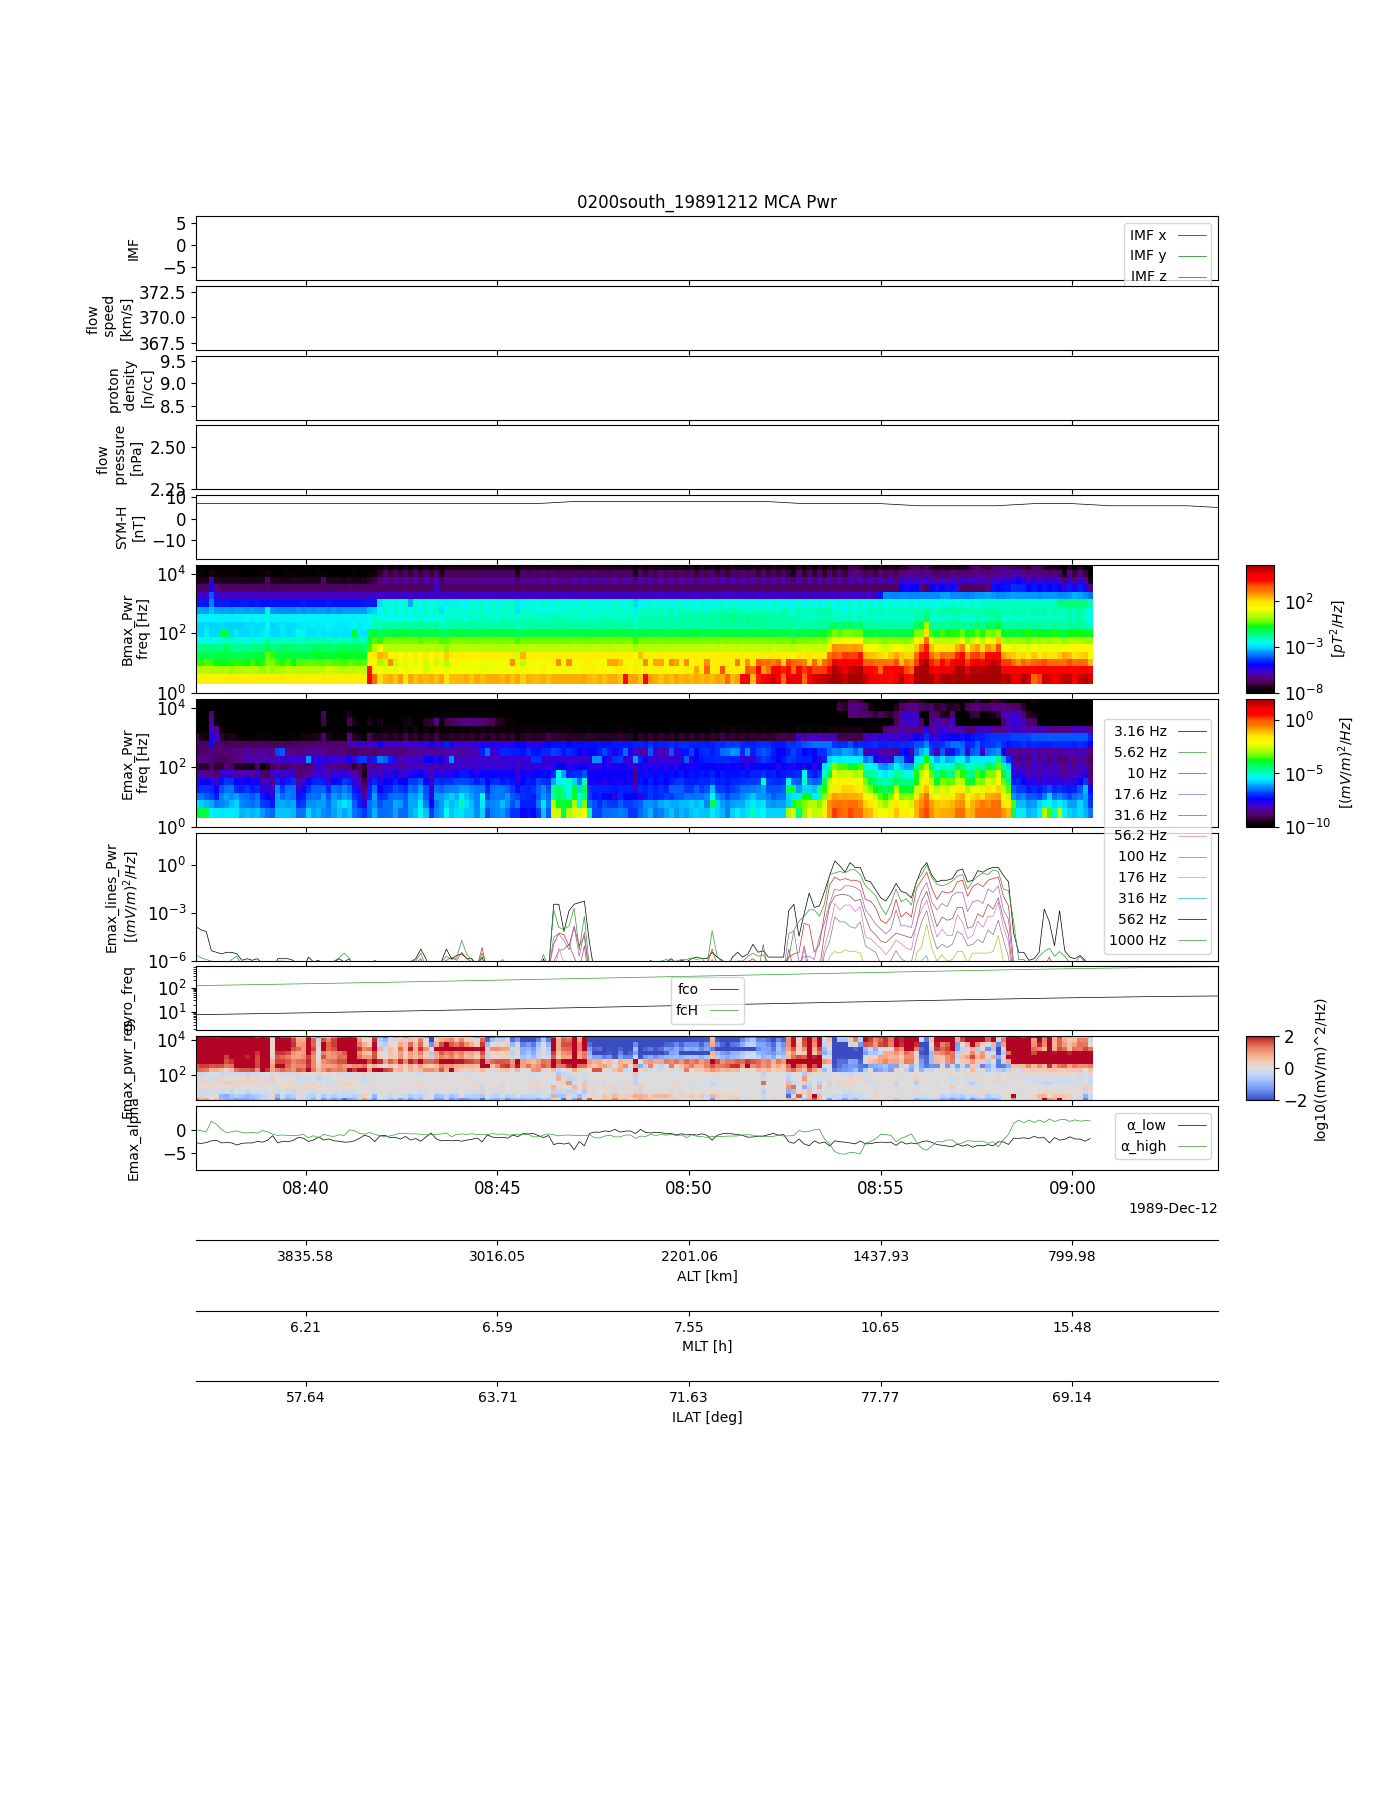 0200south_19891212 MCA Pwr
IMF
5
0
−5
IMF x
IMF y
IMF z
flow
speed
[km/s]
372.5
370.0
367.5
proton
density
[n/cc]
9.5
9.0
8.5
flow
pressure
[nPa]
2.50
2.25
SYM-H
[nT]
10
0
−10
Bmax_Pwr
freq [Hz]
10^4
10^2
10^0
10^2
10^-3
10^-8
[pT^2/Hz]
Emax_Pwr
freq [Hz]
10^4
10^2
10^0
10^0
10^-5
10^-10
[(mV/m)^2/Hz]
3.16 Hz
5.62 Hz
10 Hz
17.6 Hz
31.6 Hz
56.2 Hz
100 Hz
176 Hz
316 Hz
562 Hz
1000 Hz
Emax_lines_Pwr
[(mV/m)^2/Hz]
10^0
10^-3
10^-6
gyro_freq
10^2
10^1
fco
fcH
Emax_pwr_reg
10^4
10^2
2
0
−2
log10((mV/m)^2/Hz)
Emax_alpha
0
−5
α_low
α_high
08:40 08:45 08:50 08:55 09:00
1989-Dec-12
3835.58 3016.05 2201.06 1437.93 799.98
ALT [km]
6.21 6.59 7.55 10.65 15.48
MLT [h]
57.64 63.71 71.63 77.77 69.14
ILAT [deg]